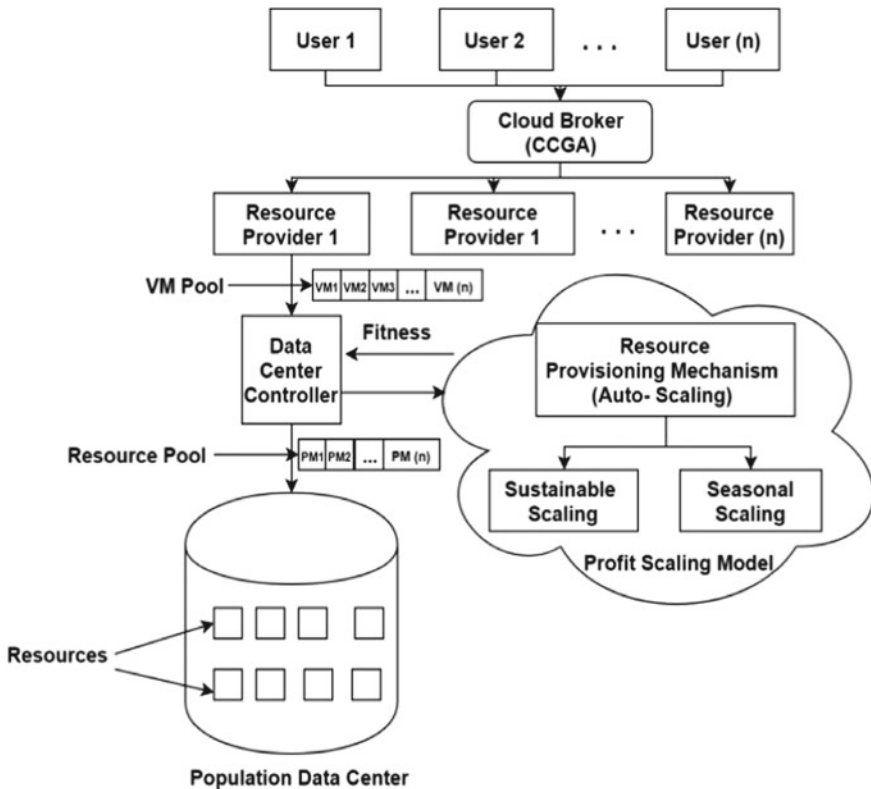 User 1
User 2
. . .
User (n)
Cloud Broker
(CCGA)
Resource
Provider 1
Resource
Provider 1
. . .
Resource
Provider (n)
VM Pool
VM1 VM2 VM3 ... VM (n)
Data
Center
Controller
Fitness
Resource
Provisioning Mechanism
(Auto- Scaling)
Resource Pool
PM1 PM2 ... PM (n)
Sustainable
Scaling
Seasonal
Scaling
Profit Scaling Model
Resources
Population Data Center